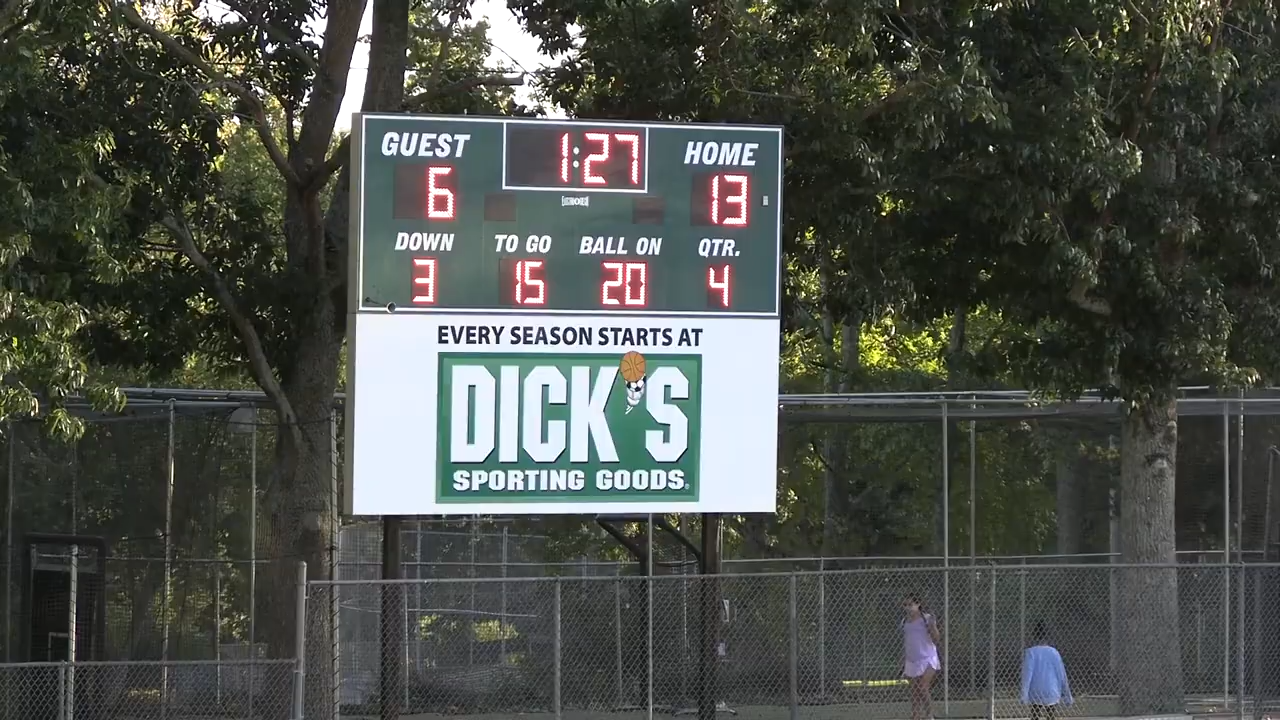 GUEST 1:27 HOME
6 13
DOWN TO GO BALL ON QTR.
3 15 20 4
EVERY SEASON STARTS AT
DICK'S
SPORTING GOODS®